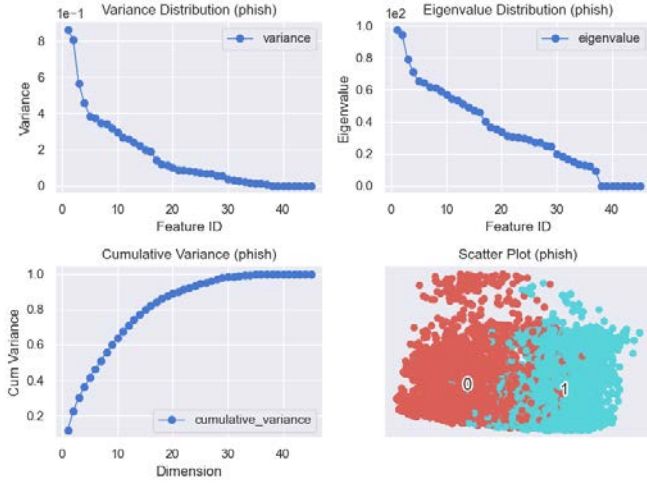 Variance Distribution (phish)
1e−1
variance
8
6
4
2
0
Variance
0 10 20 30 40
Feature ID
Eigenvalue Distribution (phish)
1e2
eigenvalue
1.0
0.8
0.6
0.4
0.2
0.0
Eigenvalue
0 10 20 30 40
Feature ID
Cumulative Variance (phish)
1.0
0.8
0.6
0.4
0.2
Cum Variance
cumulative_variance
0 10 20 30 40
Dimension
Scatter Plot (phish)
0
1